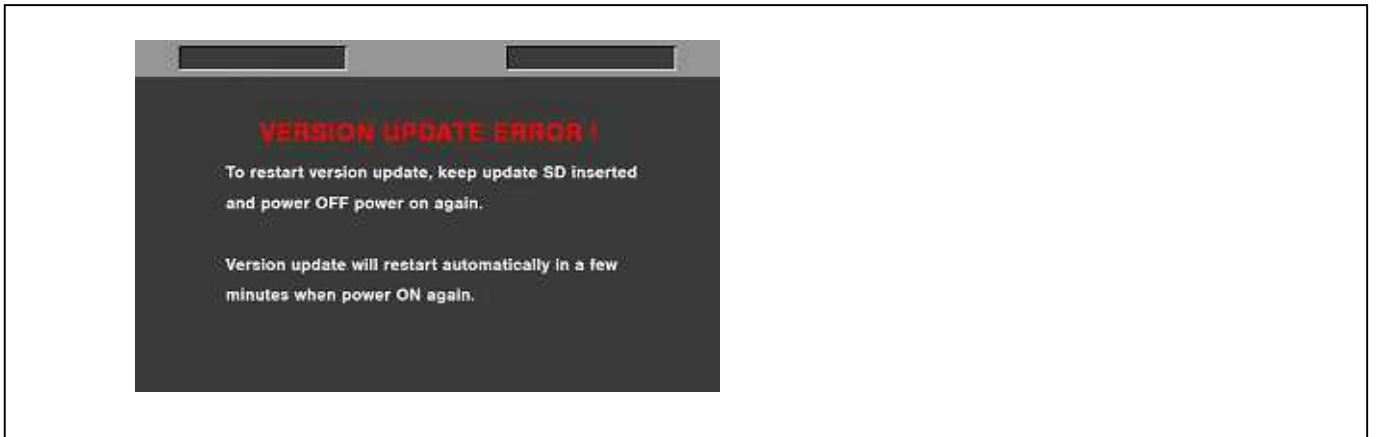 VERSION UPDATE ERROR !
To restart version update, keep update SD inserted
and power OFF power on again.
Version update will restart automatically in a few
minutes when power ON again.